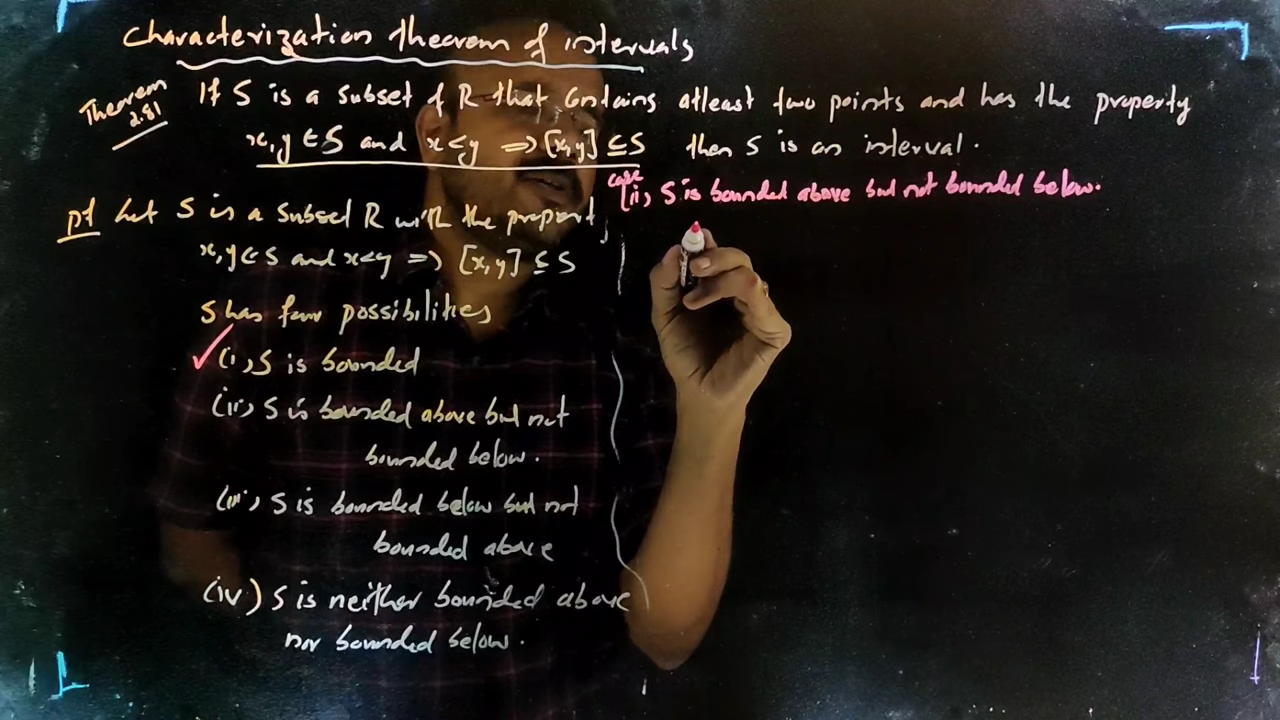 Characterization theorem of intervals
Theorem 2.81
If S is a subset of R that contains atleast two points and has the property
x, y ∈ S and x < y ⟹ [x, y] ⊆ S then S is an interval.
pf Let S is a subset R with the property
x, y ∈ S and x < y ⟹ [x, y] ⊆ S
S has four possibilities
(i), S is bounded
(ii), S is bounded above but not
bounded below.
(iii), S is bounded below but not
bounded above
(iv) S is neither bounded above
nor bounded below.
case (ii), S is bounded above but not bounded below.